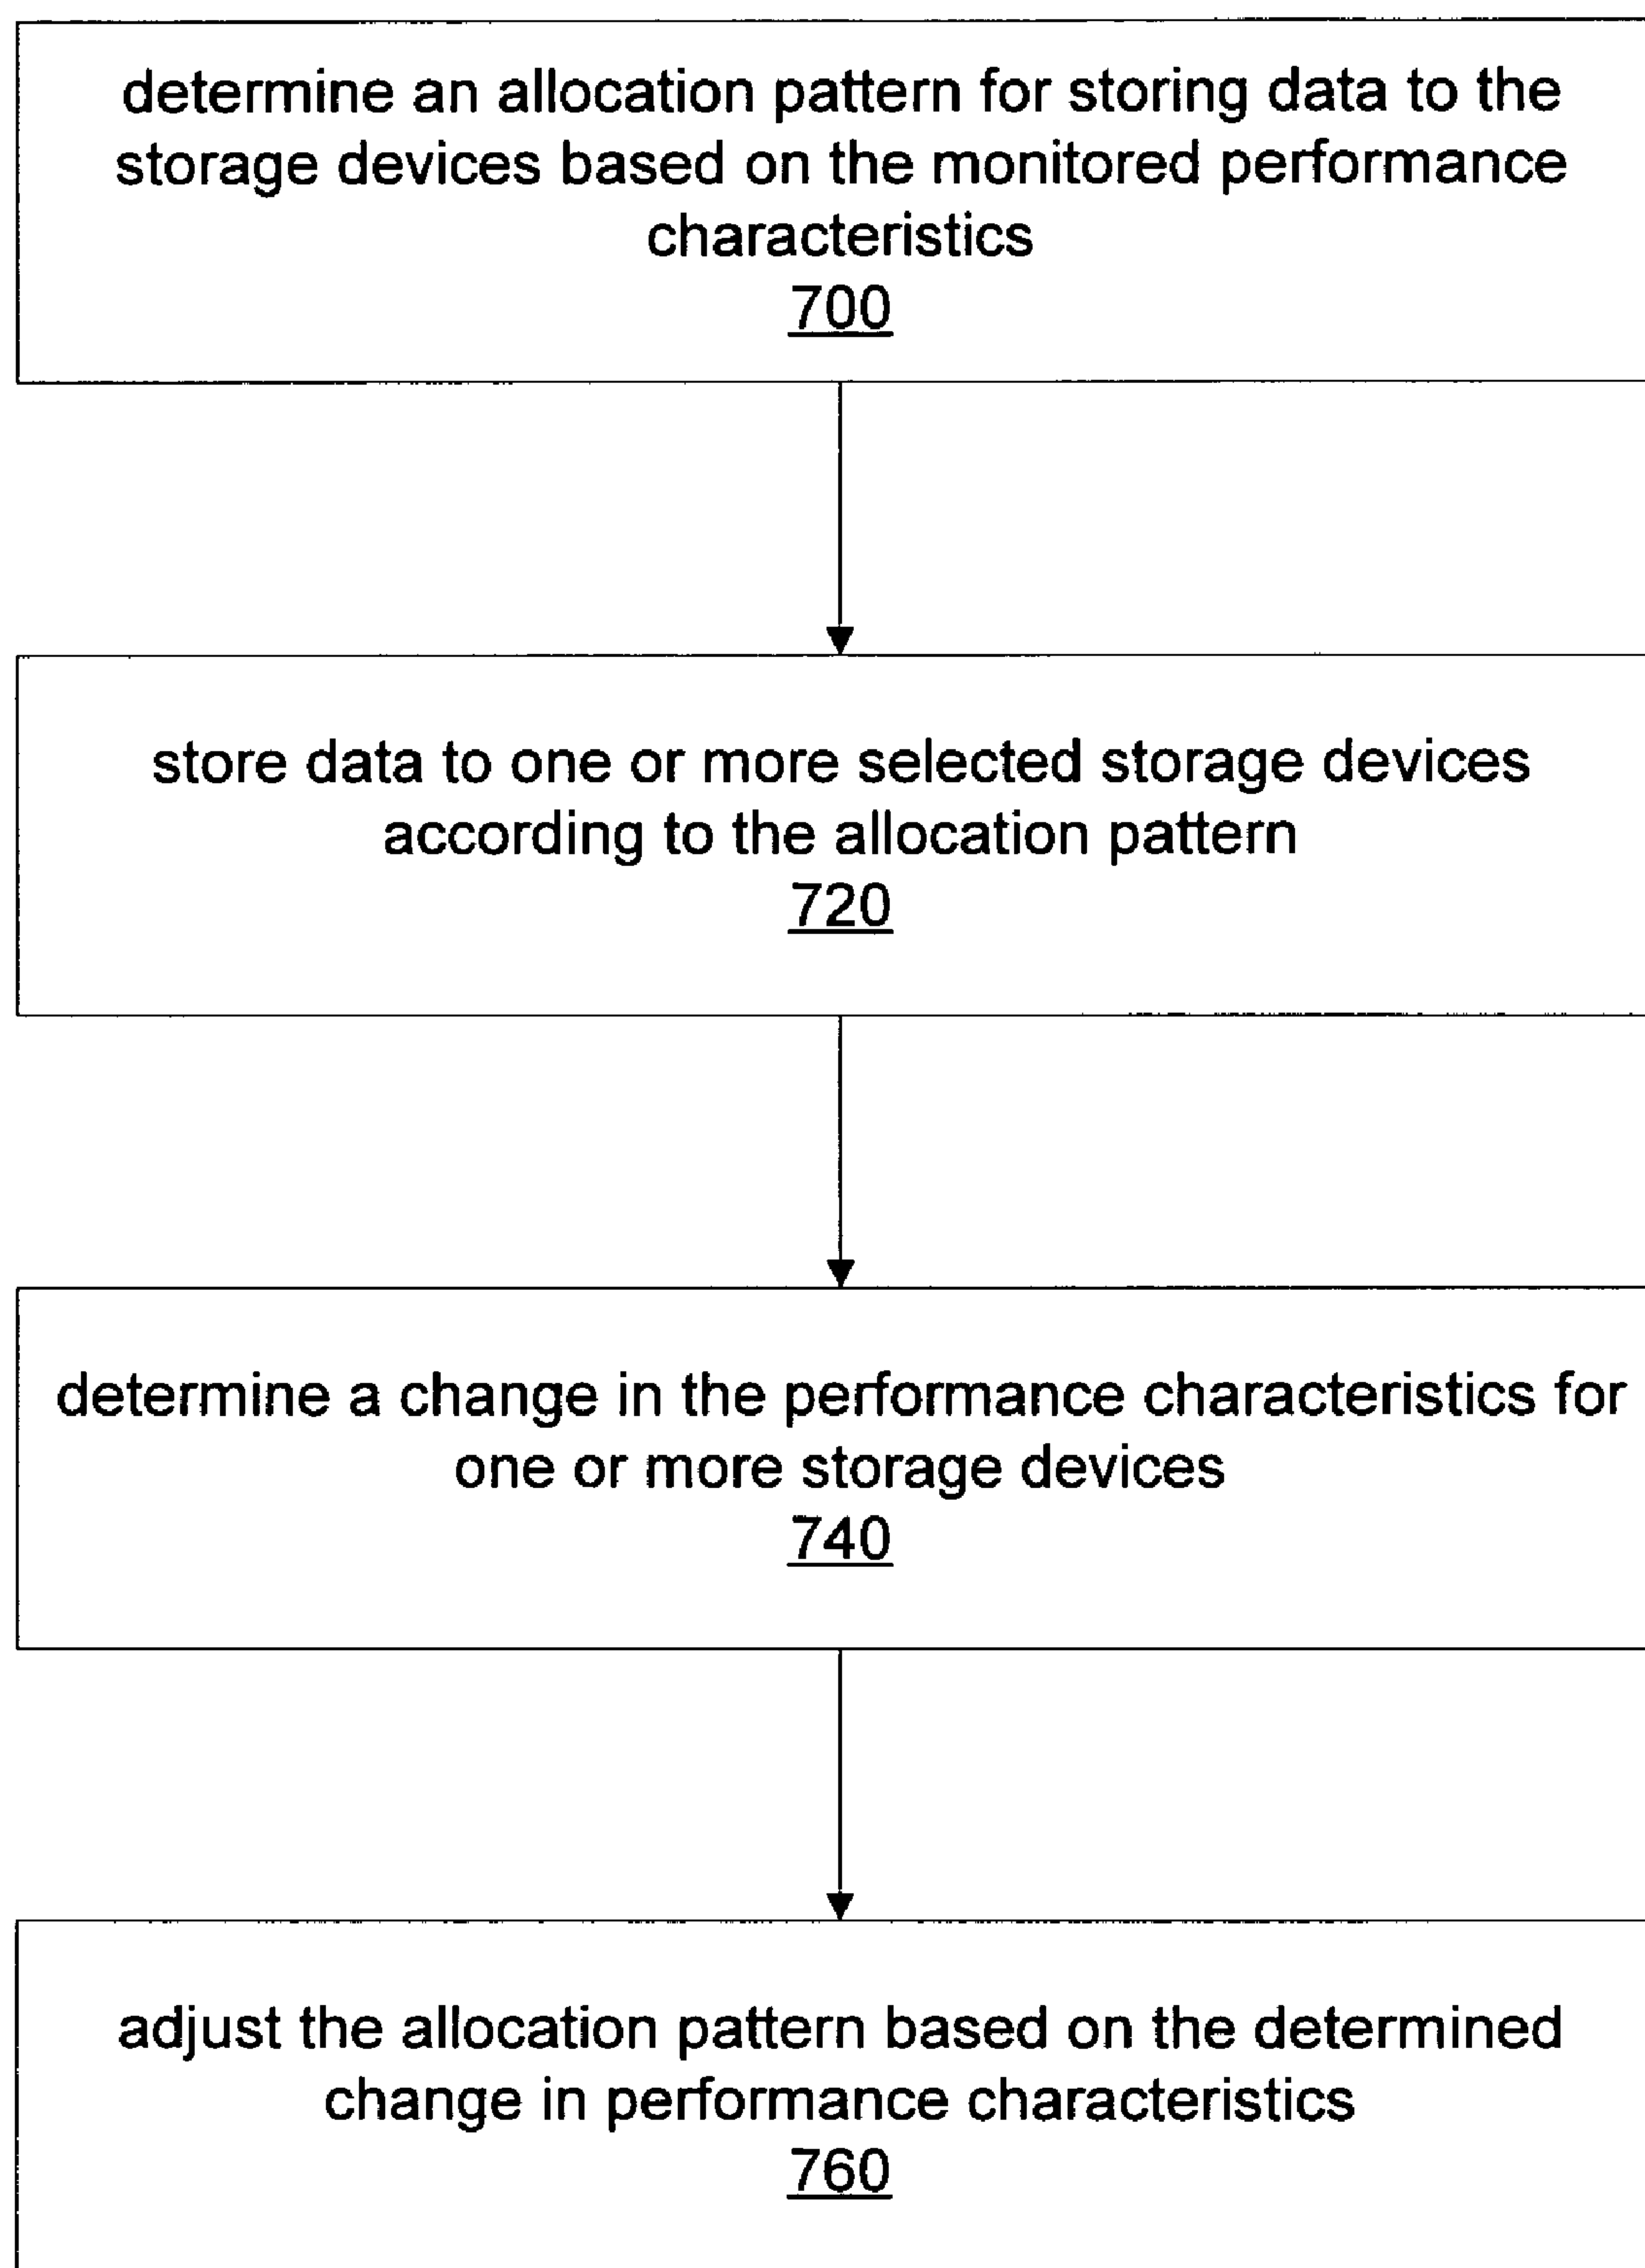 determine an allocation pattern for storing data to the
storage devices based on the monitored performance
characteristics
700
store data to one or more selected storage devices
according to the allocation pattern
720
determine a change in the performance characteristics for
one or more storage devices
740
adjust the allocation pattern based on the determined
change in performance characteristics
760